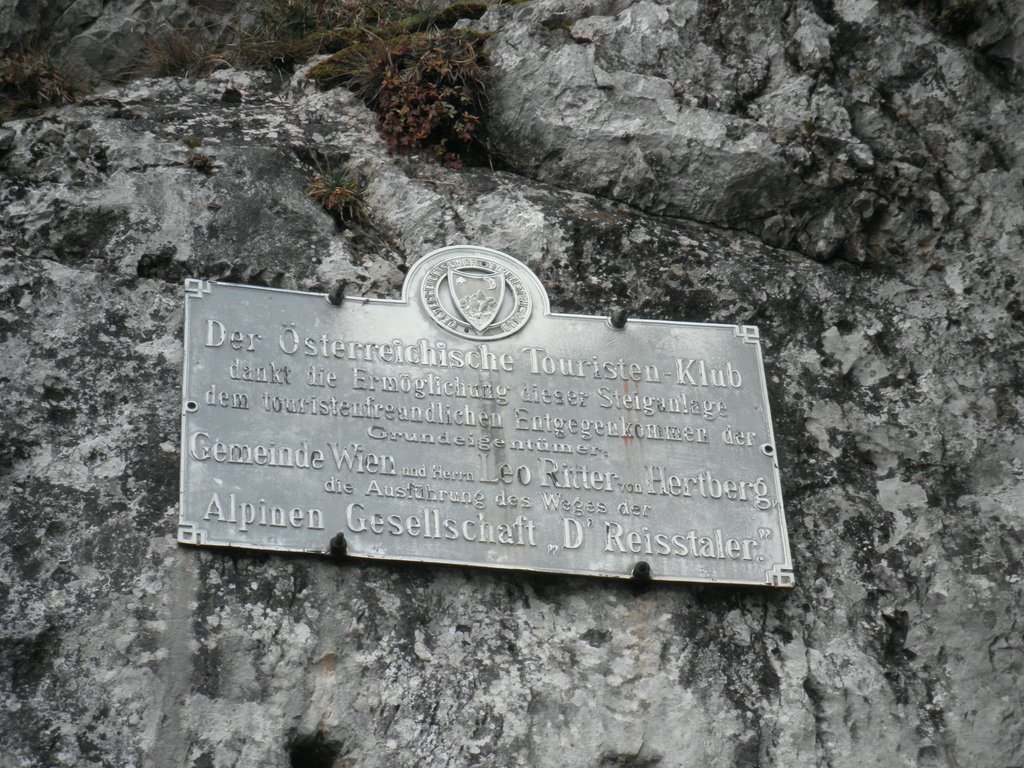 Der Österreichische Touristen-Klub
dankt die Ermöglichung dieser Steiganlage
dem touristenfreundlichen Entgegenkommen der
Grundeigentümer:
Gemeinde Wien und Herrn Leo Ritter von Hertberg,
die Ausführung des Weges der
Alpinen Gesellschaft „D' Reisstaler."